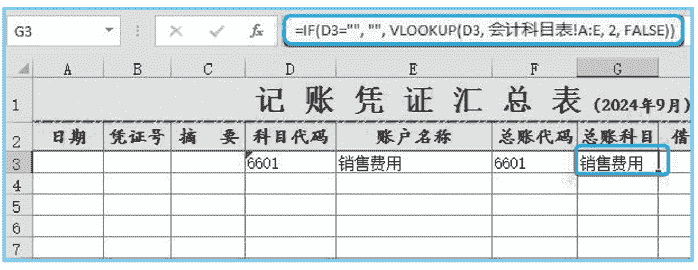 G3 fx =IF(D3="", "", VLOOKUP(D3, 会计科目表!A:E, 2, FALSE))
A B C D E F G
1 记账凭证汇总表 (2024年9月)
2 日期 凭证号 摘 要 科目代码 账户名称 总账代码 总账科目 借
3 6601 销售费用 6601 销售费用
4
5
6
7